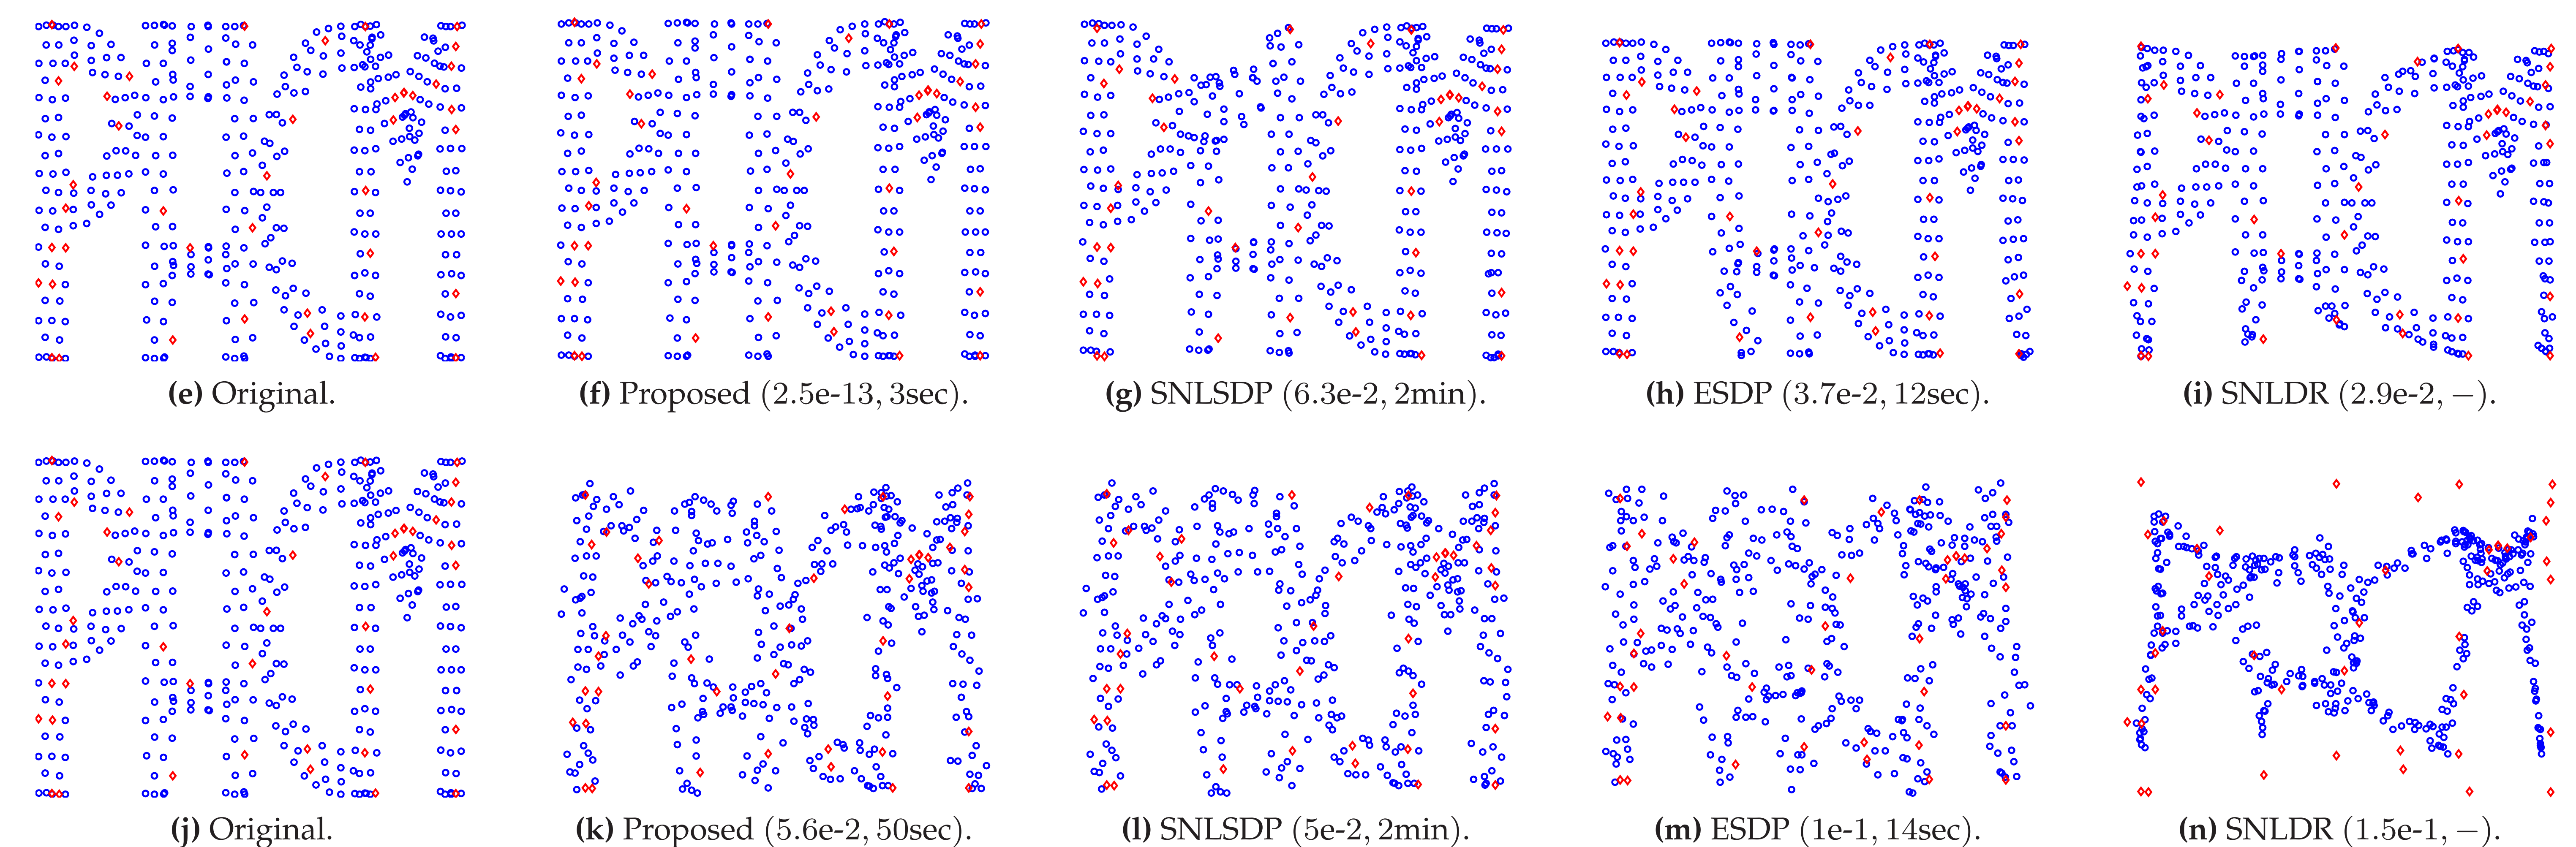 (e) Original.
(f) Proposed (2.5e-13, 3sec).
(g) SNLSDP (6.3e-2, 2min).
(h) ESDP (3.7e-2, 12sec).
(i) SNLDR (2.9e-2, −).
(j) Original.
(k) Proposed (5.6e-2, 50sec).
(l) SNLSDP (5e-2, 2min).
(m) ESDP (1e-1, 14sec).
(n) SNLDR (1.5e-1, −).